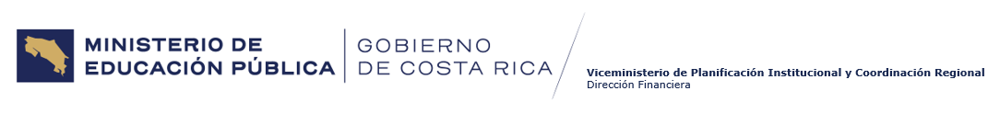 MINISTERIO DE
EDUCACIÓN PÚBLICA
GOBIERNO
DE COSTA RICA
Viceministerio de Planificación Institucional y Coordinación Regional
Dirección Financiera